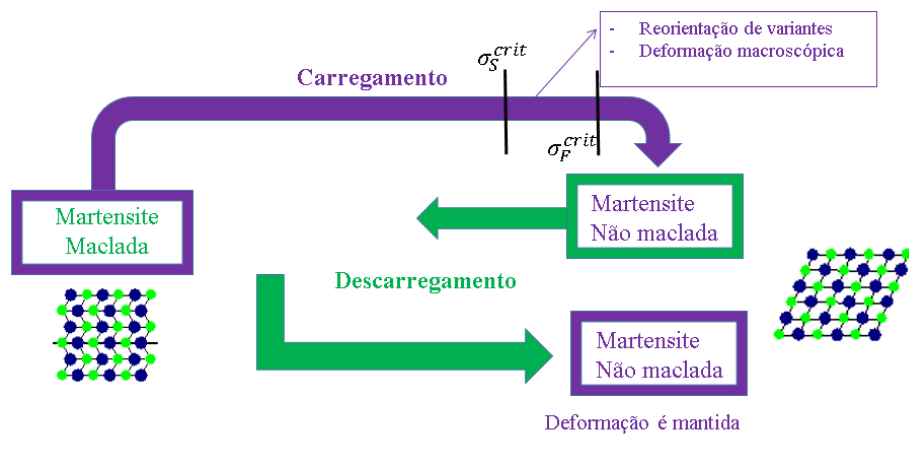 - Reorientação de variantes
- Deformação macroscópica
σ_S^crit
Carregamento
σ_F^crit
Martensite
Maclada
Martensite
Não maclada
Descarregamento
Martensite
Não maclada
Deformação é mantida